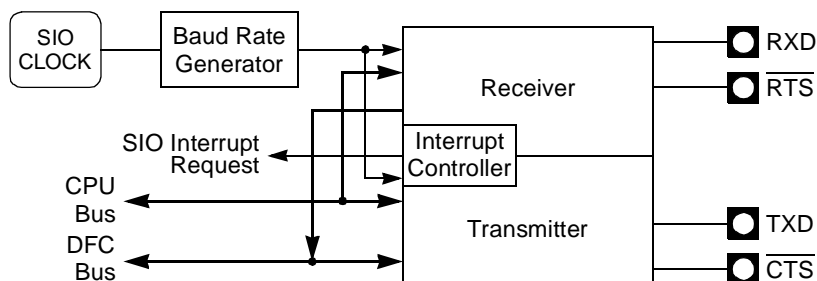 SIO
CLOCK
Baud Rate
Generator
Receiver
RXD
RTS
SIO Interrupt
Request
Interrupt
Controller
CPU
Bus
Transmitter
TXD
DFC
Bus
CTS